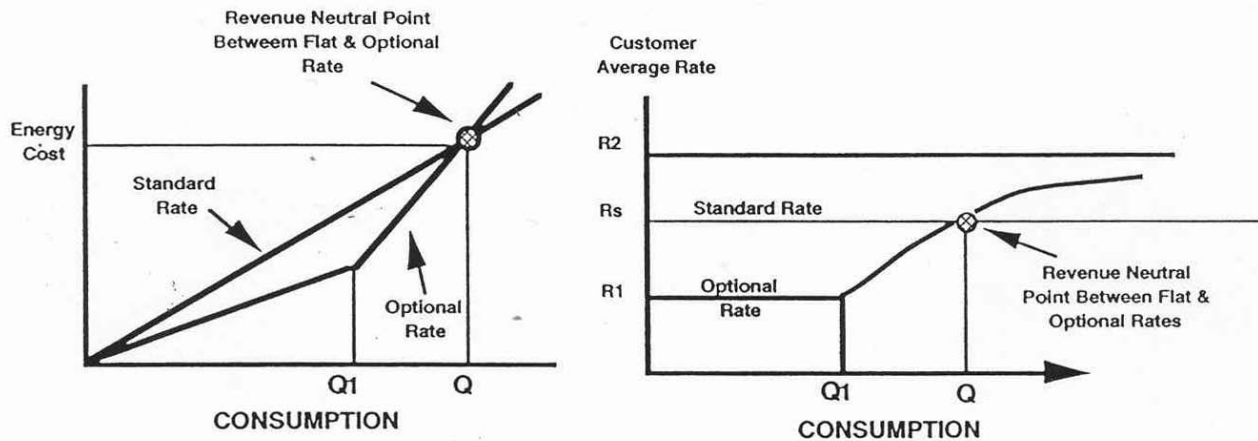 Revenue Neutral Point
Betweem Flat & Optional
Rate
Energy
Cost
Standard
Rate
Optional
Rate
Q1
Q
CONSUMPTION
Customer
Average Rate
R2
Rs
Standard Rate
R1
Optional
Rate
Revenue Neutral
Point Between Flat &
Optional Rates
Q1
Q
CONSUMPTION